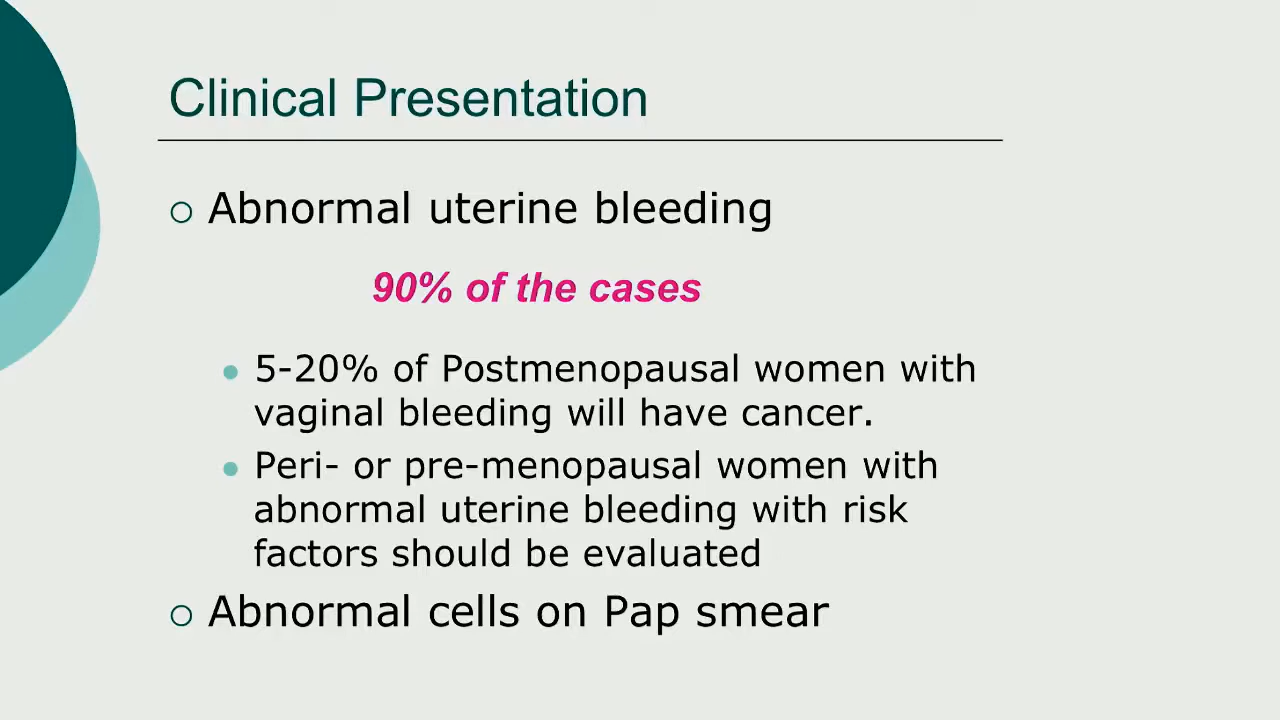 Clinical Presentation
Abnormal uterine bleeding
90% of the cases
5-20% of Postmenopausal women with
vaginal bleeding will have cancer.
Peri- or pre-menopausal women with
abnormal uterine bleeding with risk
factors should be evaluated
Abnormal cells on Pap smear